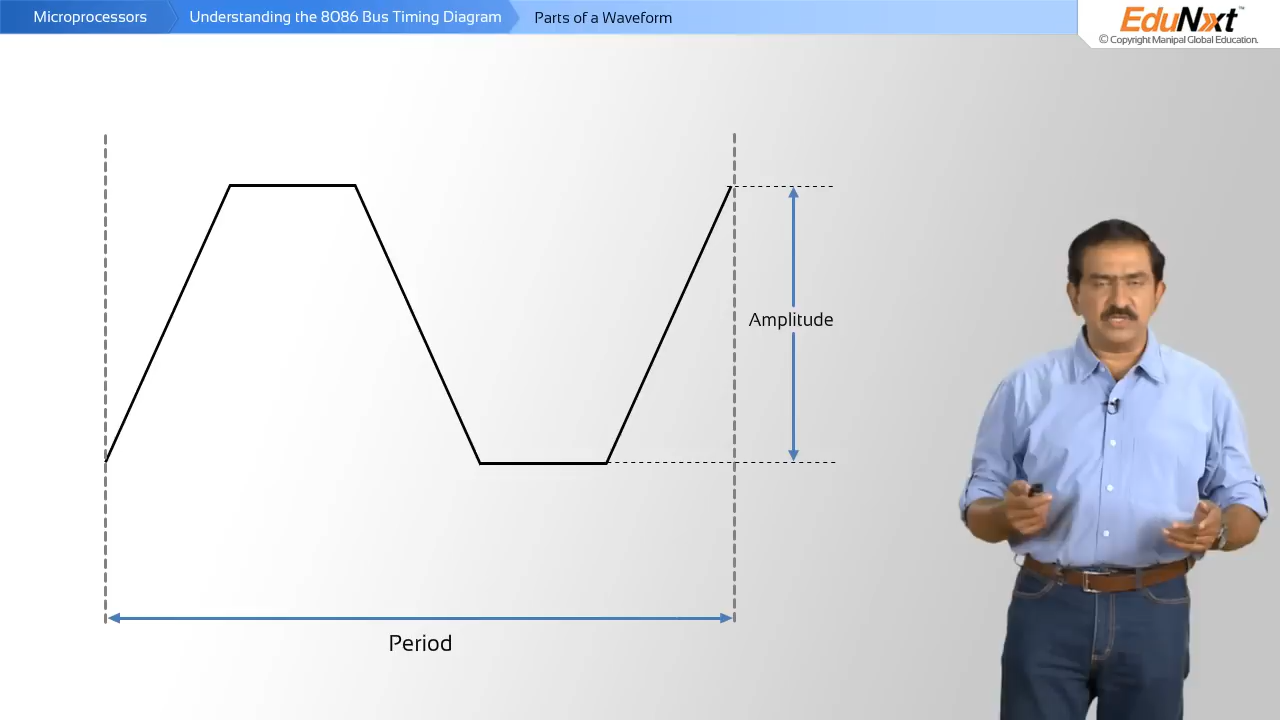 Microprocessors
Understanding the 8086 Bus Timing Diagram
Parts of a Waveform
EduNxt™
© Copyright Manipal Global Education.
Amplitude
Period